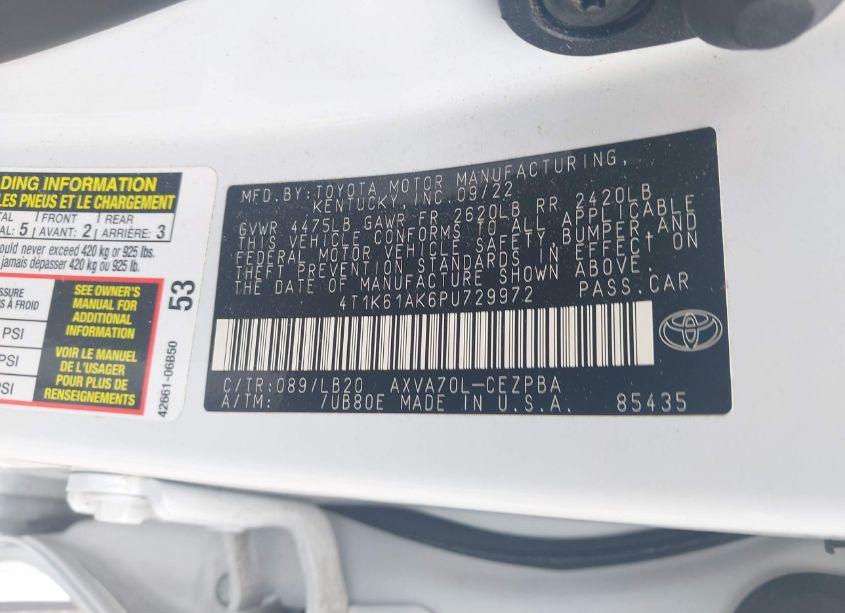 DING INFORMATION
LES PNEUS ET LE CHARGEMENT
TAL FRONT REAR
AL: 5 AVANT: 2 ARRIÈRE: 3
ould never exceed 420 kg or 925 lbs.
jamais dépasser 420 kg ou 925 lb.
SSURE
S À FROID
PSI
PSI
PSI
SEE OWNER'S
MANUAL FOR
ADDITIONAL
INFORMATION
VOIR LE MANUEL
DE L'USAGER
POUR PLUS DE
RENSEIGNEMENTS
53
42661-06B50
MFD.BY:TOYOTA MOTOR MANUFACTURING,
KENTUCKY, INC.09/22
GVWR 4475LB GAWR FR 2620LB RR 2420LB
THIS VEHICLE CONFORMS TO ALL APPLICABLE
FEDERAL MOTOR VEHICLE SAFETY,BUMPER,AND
THEFT PREVENTION STANDARDS IN EFFECT ON
THE DATE OF MANUFACTURE SHOWN ABOVE.
4T1K61AK6PU729972 PASS.CAR
C/TR:089/LB20 AXVA70L-CEZPBA
A/TM: 7UB80E MADE IN U.S.A. 85435